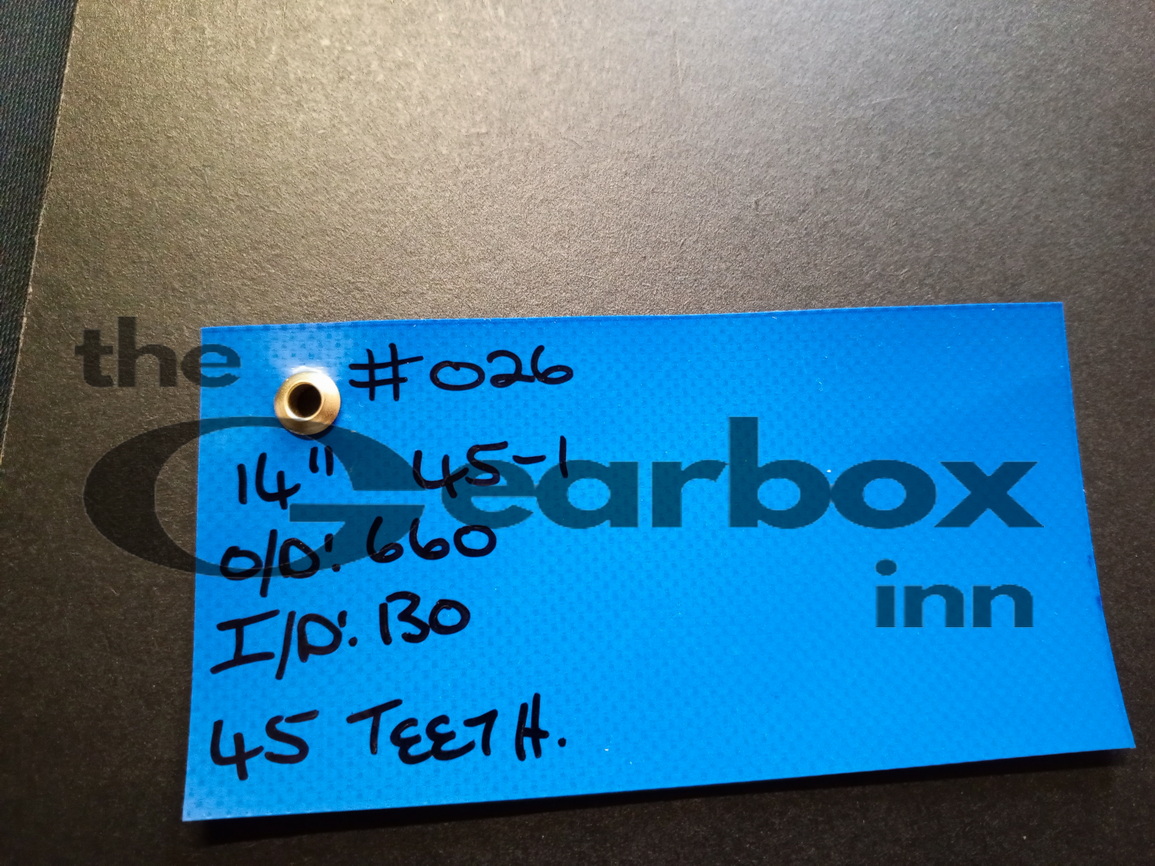 the
#026
14" 45-1
Gearbox
O/D: 660
I/D: 130
inn
45 TEETH.